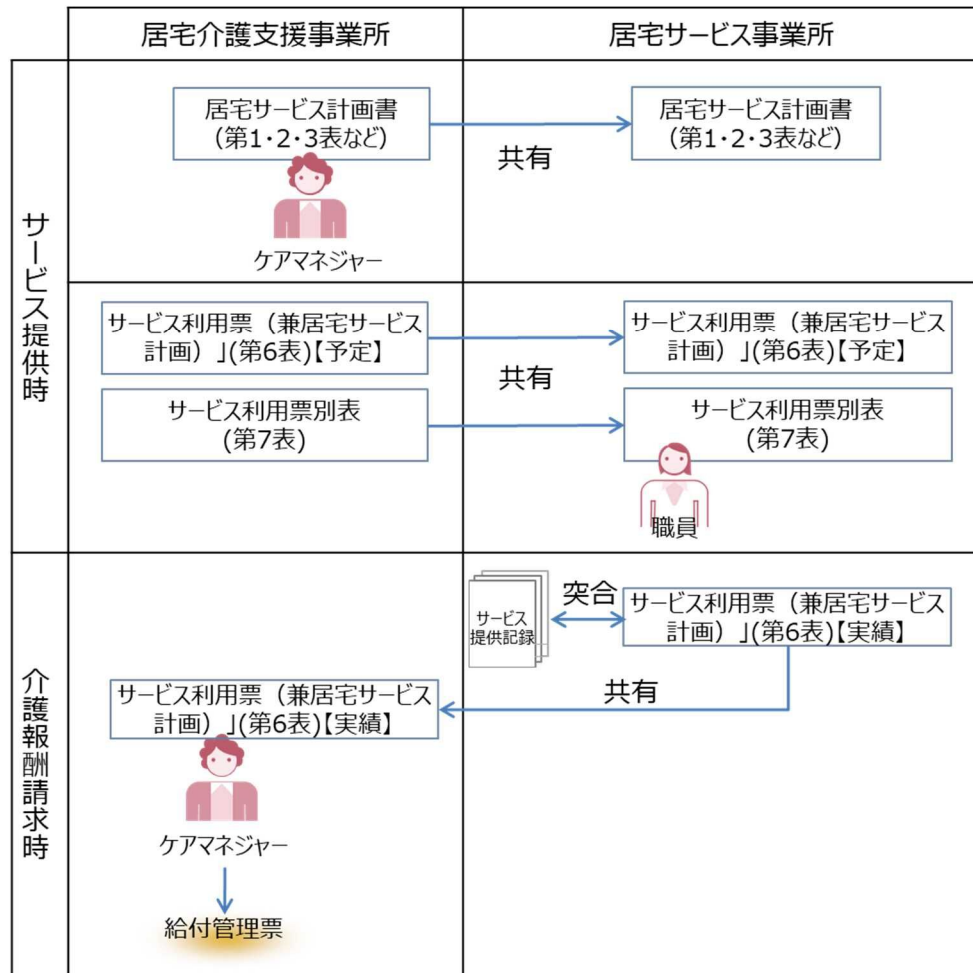 居宅介護支援事業所
居宅サービス事業所
サービス提供時
居宅サービス計画書
(第1・2・3表など)
共有
居宅サービス計画書
(第1・2・3表など)
ケアマネジャー
サービス利用票（兼居宅サービス
計画）」(第6表)【予定】
共有
サービス利用票（兼居宅サービス
計画）」(第6表)【予定】
サービス利用票別表
(第7表)
サービス利用票別表
(第7表)
職員
介護報酬請求時
サービス
提供記録
突合
サービス利用票（兼居宅サービス
計画）」(第6表)【実績】
共有
サービス利用票（兼居宅サービス
計画）」(第6表)【実績】
ケアマネジャー
給付管理票